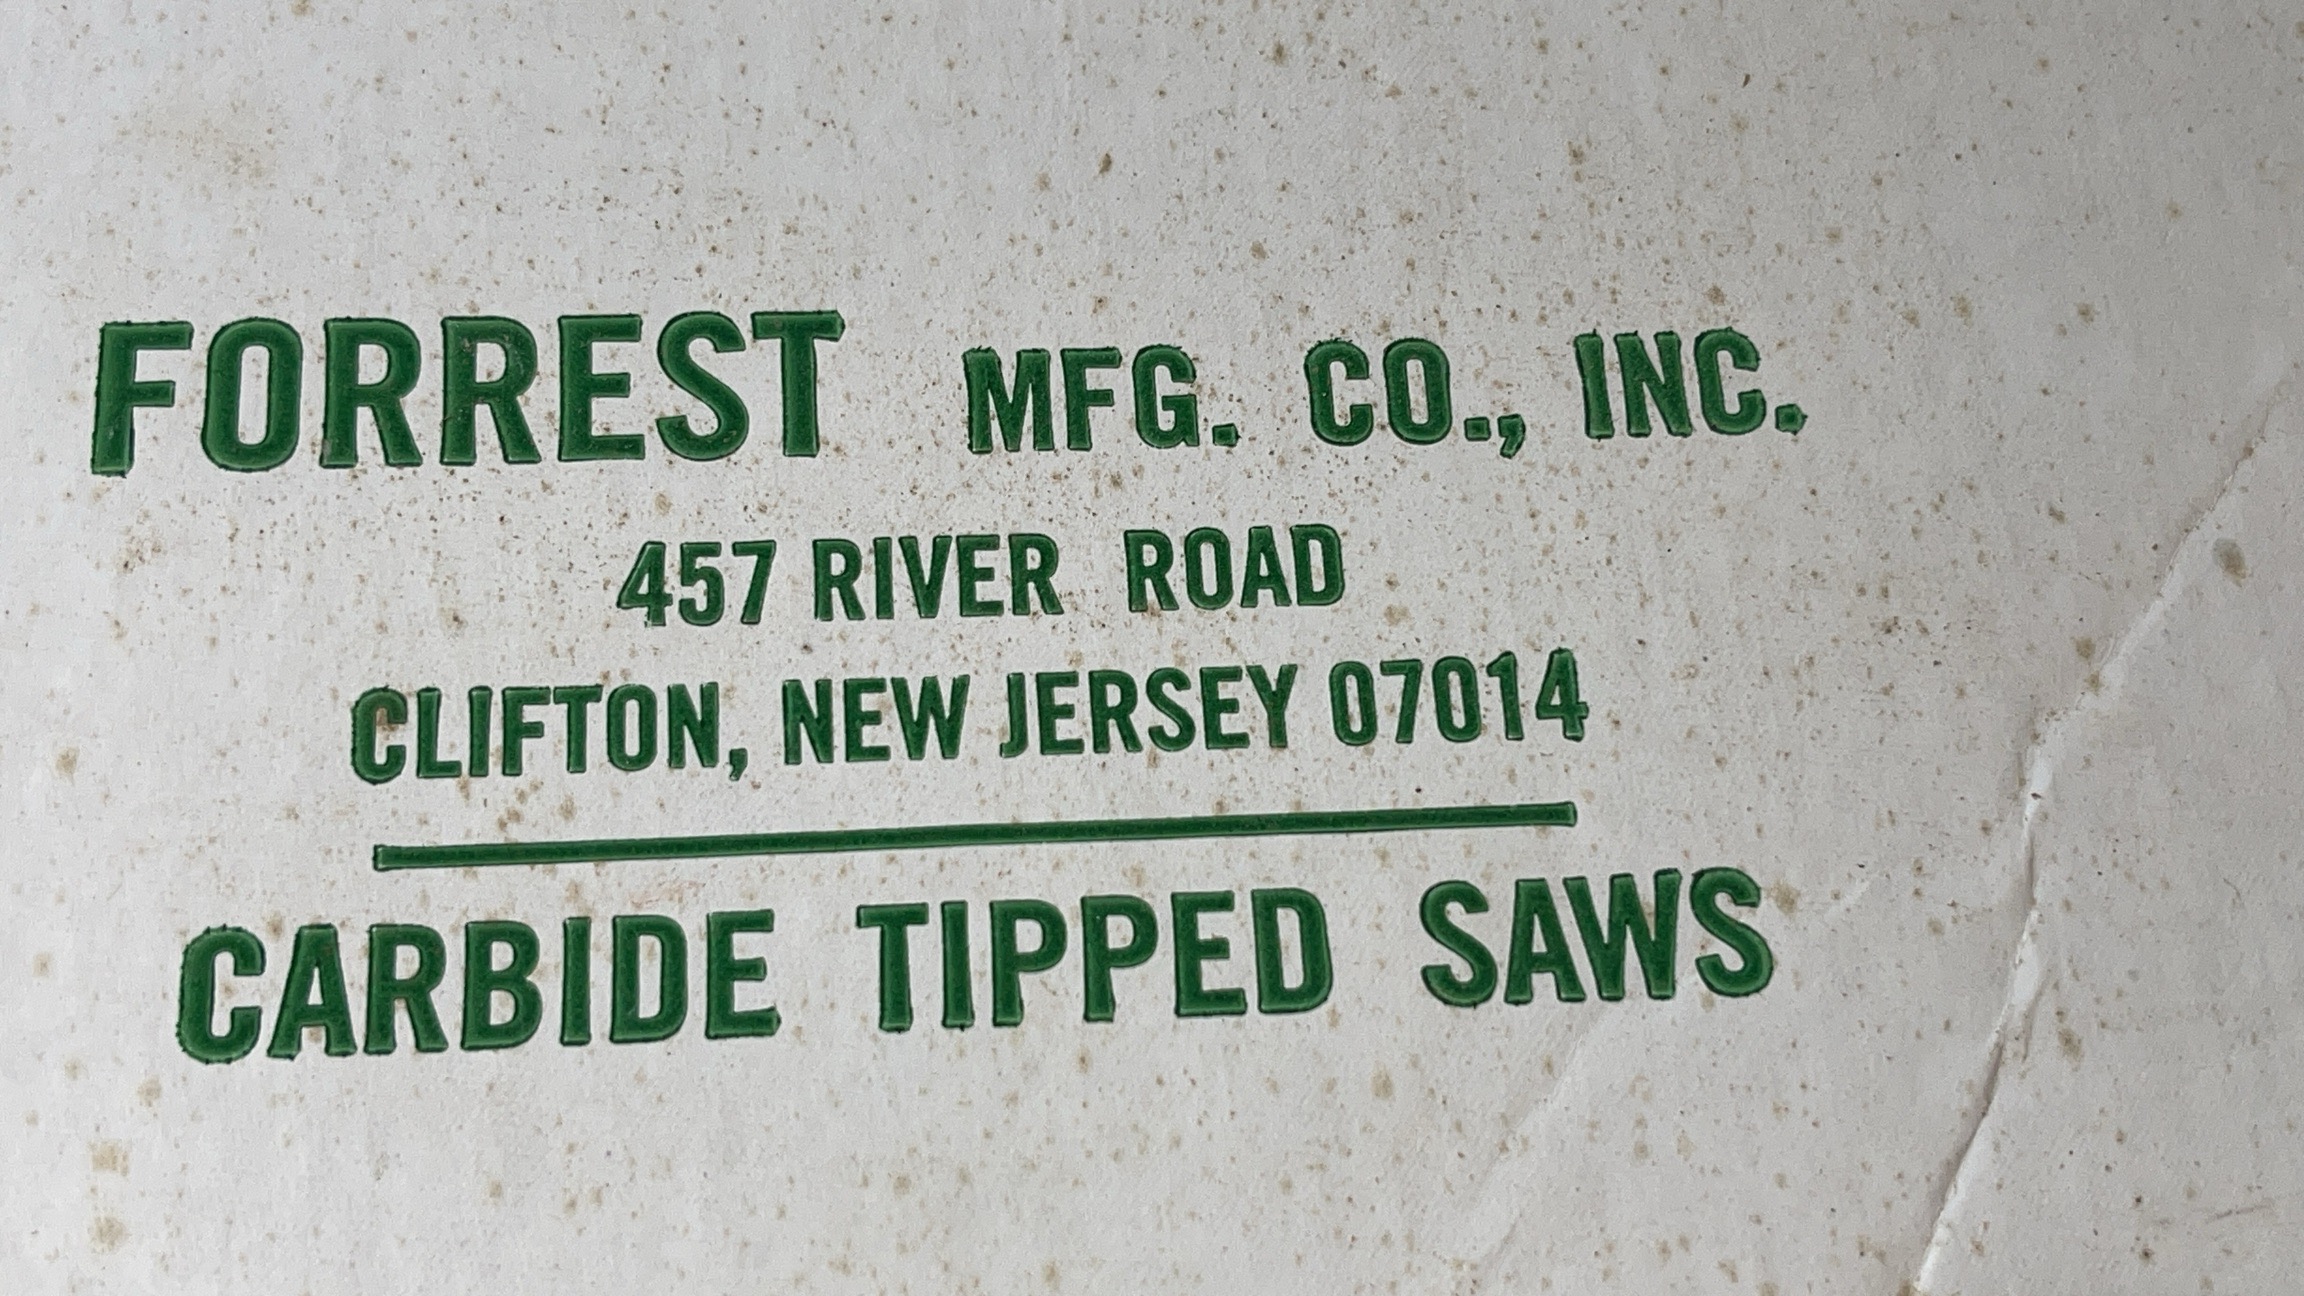 FORREST MFG. CO., INC.
457 RIVER ROAD
CLIFTON, NEW JERSEY 07014
CARBIDE TIPPED SAWS